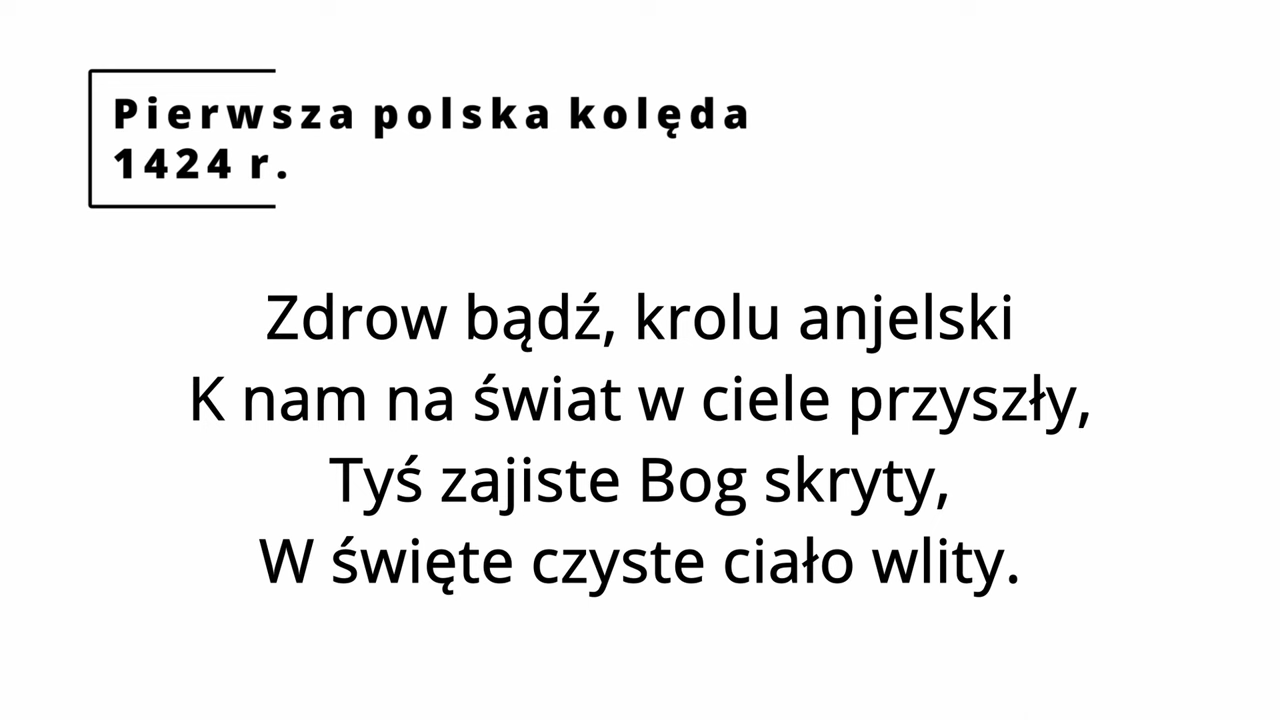 Pierwsza polska kolęda
1424 r.
Zdrow bądź, krolu anjelski
K nam na świat w ciele przyszły,
Tyś zajiste Bog skryty,
W święte czyste ciało wlity.